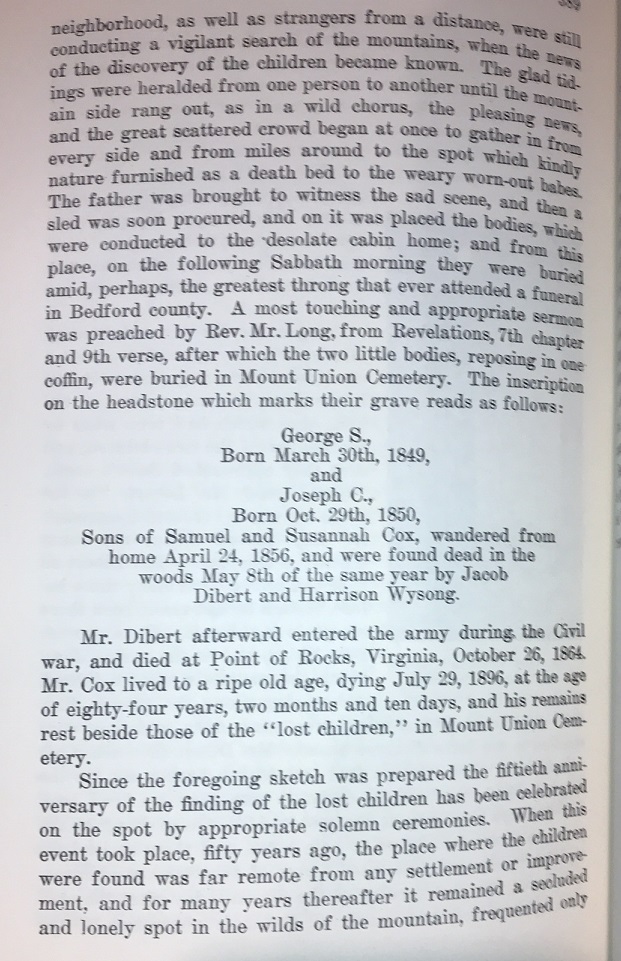 neighborhood, as well as strangers from a distance, were still
conducting a vigilant search of the mountains, when the news
of the discovery of the children became known. The glad tid-
ings were heralded from one person to another until the mount-
ain side rang out, as in a wild chorus, the pleasing news,
and the great scattered crowd began at once to gather in from
every side and from miles around to the spot which kindly
nature furnished as a death bed to the weary worn-out babes.
The father was brought to witness the sad scene, and then a
sled was soon procured, and on it was placed the bodies, which
were conducted to the desolate cabin home; and from this
place, on the following Sabbath morning they were buried
amid, perhaps, the greatest throng that ever attended a funeral
in Bedford county. A most touching and appropriate sermon
was preached by Rev. Mr. Long, from Revelations, 7th chapter
and 9th verse, after which the two little bodies, reposing in one
coffin, were buried in Mount Union Cemetery. The inscription
on the headstone which marks their grave reads as follows:
George S.,
Born March 30th, 1849,
and
Joseph C.,
Born Oct. 29th, 1850,
Sons of Samuel and Susannah Cox, wandered from
home April 24, 1856, and were found dead in the
woods May 8th of the same year by Jacob
Dibert and Harrison Wysong.
Mr. Dibert afterward entered the army during the Civil
war, and died at Point of Rocks, Virginia, October 26, 1864.
Mr. Cox lived to a ripe old age, dying July 29, 1896, at the age
of eighty-four years, two months and ten days, and his remains
rest beside those of the "lost children," in Mount Union Cem-
etery.
Since the foregoing sketch was prepared the fiftieth anni-
versary of the finding of the lost children has been celebrated
on the spot by appropriate solemn ceremonies. When this
event took place, fifty years ago, the place where the children
were found was far remote from any settlement or improve-
ment, and for many years thereafter it remained a secluded
and lonely spot in the wilds of the mountain, frequented only